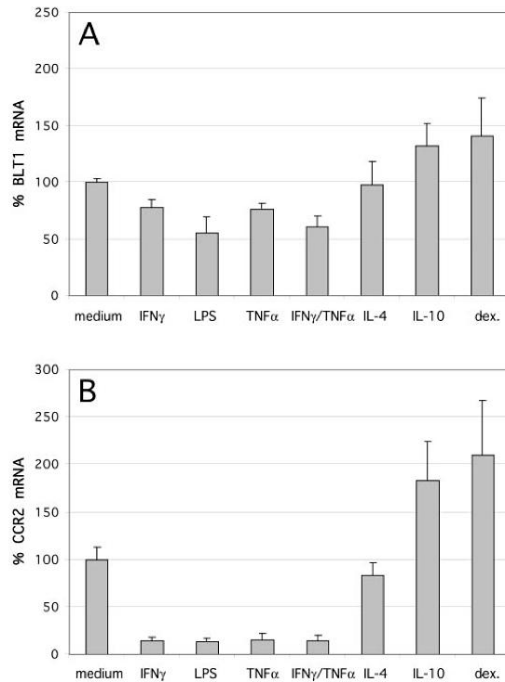 A
250
200
150
100
50
0
% BLT1 mRNA
medium IFNγ LPS TNFα IFNγ/TNFα IL-4 IL-10 dex.
B
300
250
200
150
100
50
0
% CCR2 mRNA
medium IFNγ LPS TNFα IFNγ/TNFα IL-4 IL-10 dex.